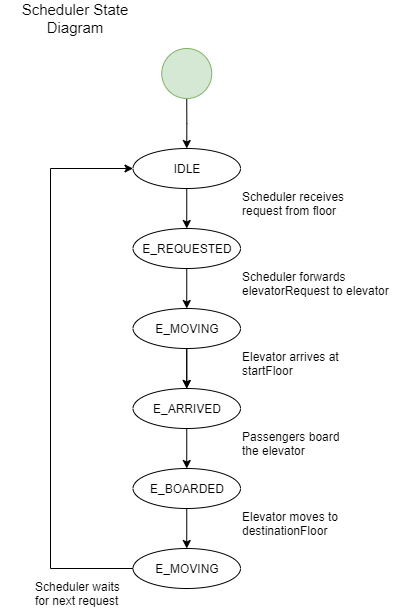 Scheduler State
Diagram
IDLE
Scheduler receives
request from floor
E_REQUESTED
Scheduler forwards
elevatorRequest to elevator
E_MOVING
Elevator arrives at
startFloor
E_ARRIVED
Passengers board
the elevator
E_BOARDED
Elevator moves to
destinationFloor
E_MOVING
Scheduler waits
for next request